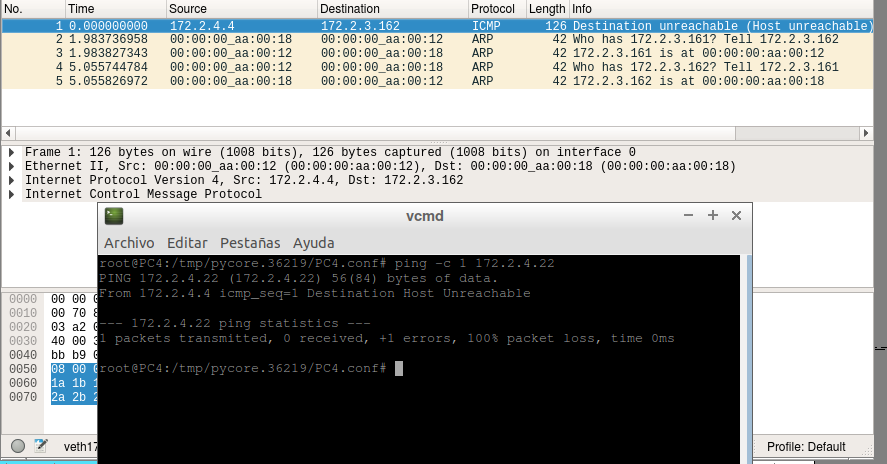 No. Time Source Destination Protocol Length Info
1 0.000000000 172.2.4.4 172.2.3.162 ICMP 126 Destination unreachable (Host unreachable)
2 1.983736958 00:00:00_aa:00:18 00:00:00_aa:00:12 ARP 42 Who has 172.2.3.161? Tell 172.2.3.162
3 1.983827343 00:00:00_aa:00:12 00:00:00_aa:00:18 ARP 42 172.2.3.161 is at 00:00:00:aa:00:12
4 5.055744784 00:00:00_aa:00:12 00:00:00_aa:00:18 ARP 42 Who has 172.2.3.162? Tell 172.2.3.161
5 5.055826972 00:00:00_aa:00:18 00:00:00_aa:00:12 ARP 42 172.2.3.162 is at 00:00:00:aa:00:18
Frame 1: 126 bytes on wire (1008 bits), 126 bytes captured (1008 bits) on interface 0
Ethernet II, Src: 00:00:00_aa:00:12 (00:00:00:aa:00:12), Dst: 00:00:00_aa:00:18 (00:00:00:aa:00:18)
Internet Protocol Version 4, Src: 172.2.4.4, Dst: 172.2.3.162
Internet Control Message Protocol
vcmd
Archivo Editar Pestañas Ayuda
root@PC4:/tmp/pycore.36219/PC4.conf# ping -c 1 172.2.4.22
PING 172.2.4.22 (172.2.4.22) 56(84) bytes of data.
From 172.2.4.4 icmp_seq=1 Destination Host Unreachable
--- 172.2.4.22 ping statistics ---
1 packets transmitted, 0 received, +1 errors, 100% packet loss, time 0ms
root@PC4:/tmp/pycore.36219/PC4.conf#
0000 00 00 0
0010 00 70 8
0020 03 a2 0
0030 40 00 3
0040 bb b9 0
0050 08 00 0
0060 1a 1b 1
0070 2a 2b 2
veth17 Profile: Default